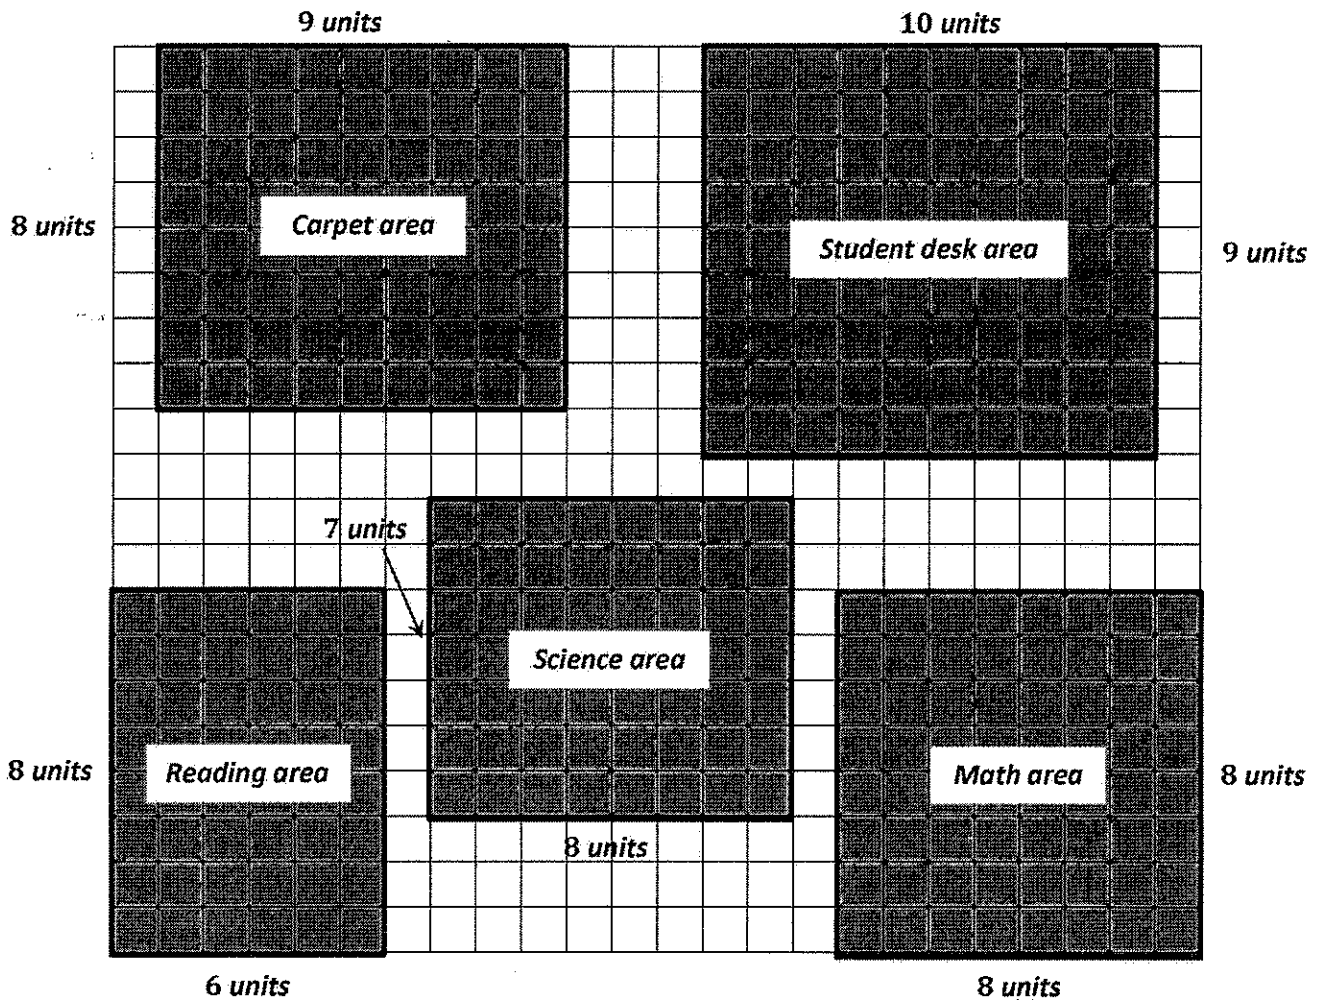 9 units
10 units
8 units
Carpet area
Student desk area
9 units
7 units
Science area
8 units
Reading area
Math area
8 units
8 units
6 units
8 units